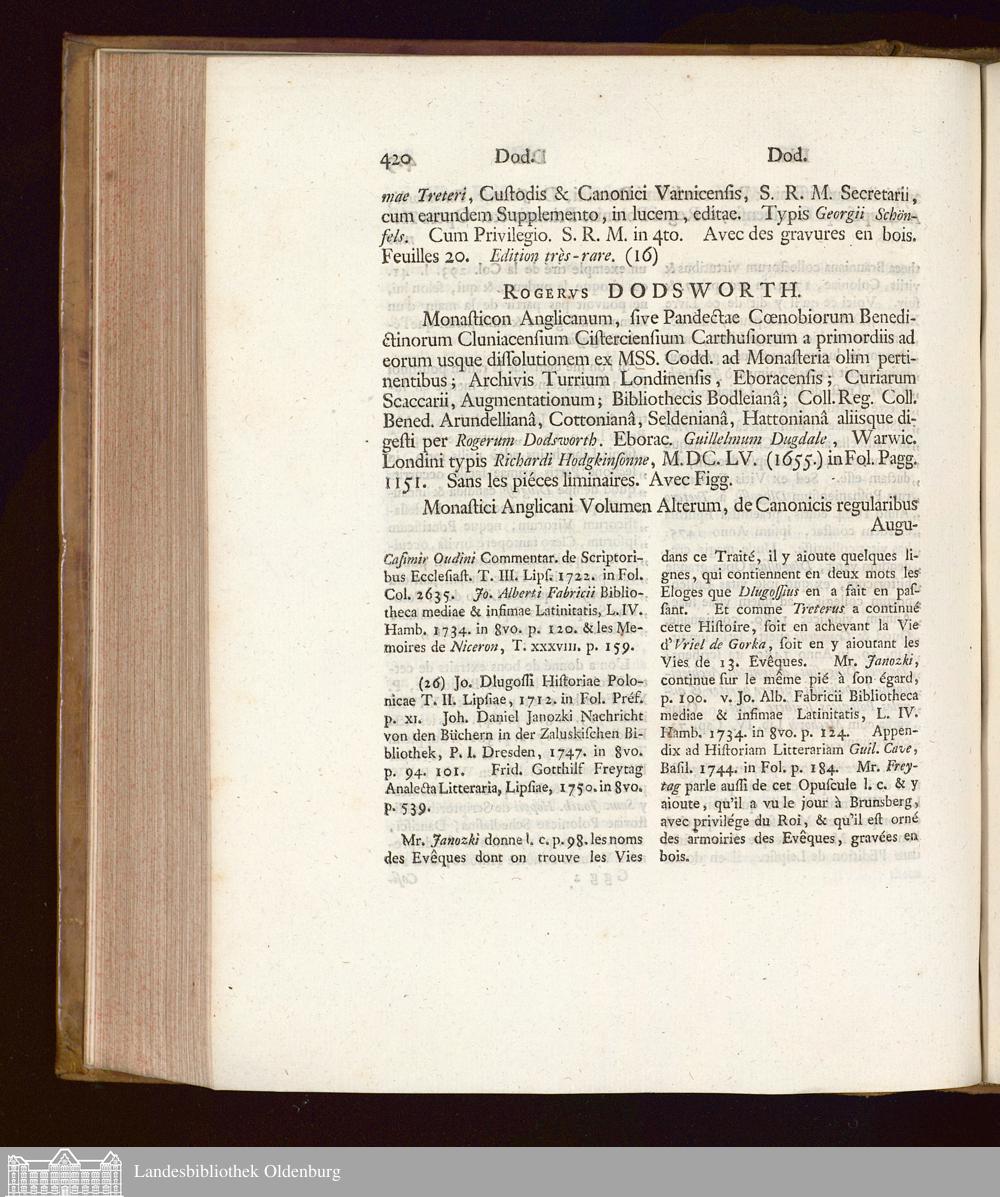 420 Dod. Dod.
mae Treteri, Cuſtodis & Canonici Varnicenſis, S. R. M. Secretarii,
cum earundem Supplemento, in lucem, editae. Typis Georgii Schön-
fels. Cum Privilegio. S. R. M. in 4to. Avec des gravures en bois.
Feuilles 20. Edition très-rare. (16)
ROGERVS DODSWORTH.
Monaſticon Anglicanum, ſive Pandectae Cœnobiorum Benedi-
ctinorum Cluniacenſium Ciſtercienſium Carthuſiorum a primordiis ad
eorum usque diſſolutionem ex MSS. Codd. ad Monaſteria olim perti-
nentibus; Archivis Turrium Londinenſis, Eboracenſis; Curiarum
Scaccarii, Augmentationum; Bibliothecis Bodleianâ; Coll. Reg. Coll.
Bened. Arundellianâ, Cottonianâ, Seldenianâ, Hattonianâ aliisque di-
geſti per Rogerum Dodsworth. Eborac. Guillelmum Dugdale, Warwic.
Londini typis Richardi Hodgkinſonne, M.DC. LV. (1655.) in Fol. Pagg.
1151. Sans les piéces liminaires. Avec Figg.
Monaſtici Anglicani Volumen Alterum, de Canonicis regularibus
Augu-
Caſimir Oudini Commentar. de Scriptori-
bus Eccleſiaſt. T. III. Lipſ. 1722. in Fol.
Col. 2635. Jo. Alberti Fabricii Biblio-
theca mediae & infimae Latinitatis, L. IV.
Hamb. 1734. in 8vo. p. 120. & les Me-
moires de Niceron, T. XXXVIII. p. 159.
(26) Jo. Dlugoſſi Hiſtoriae Polo-
nicae T. II. Lipſiae, 1712. in Fol. Préf.
p. XI. Joh. Daniel Janozki Nachricht
von den Büchern in der Zaluskiſchen Bi-
bliothek, P. I. Dresden, 1747. in 8vo.
p. 94. 101. Frid. Gotthilf Freytag
Analecta Litteraria, Lipſiae, 1750. in 8vo.
p. 539.
Mr. Janozki donne l. c. p. 98. les noms
des Evêques dont on trouve les Vies
dans ce Traité, il y aioute quelques li-
gnes, qui contiennent en deux mots les
Eloges que Dlugoſſius en a fait en paſ-
ſant. Et comme Treterus a continué
cette Hiſtoire, ſoit en achevant la Vie
d'Vriel de Gorka, ſoit en y aioutant les
Vies de 13. Evêques. Mr. Janozki,
continue ſur le même pié à ſon égard,
p. 100. v. Jo. Alb. Fabricii Bibliotheca
mediae & infimae Latinitatis, L. IV.
Hamb. 1734. in 8vo. p. 124. Appen-
dix ad Hiſtoriam Litterariam Guil. Cave,
Baſil. 1744. in Fol. p. 184. Mr. Frey-
tag parle auſſi de cet Opuſcule l. c. & y
aioute, qu'il a vu le jour à Brunsberg,
avec privilége du Roi, & qu'il eſt orné
des armoiries des Evêques, gravées en
bois.
Landesbibliothek Oldenburg